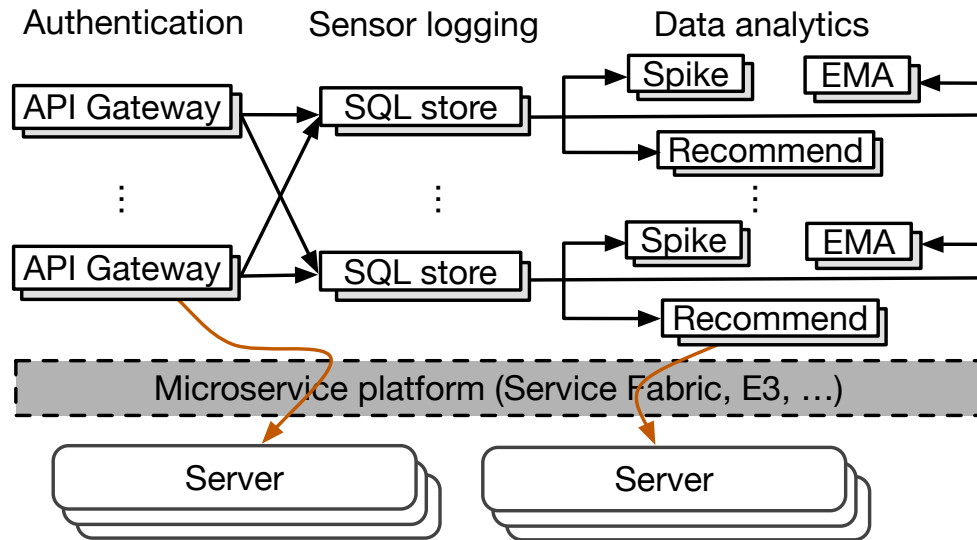 Authentication
Sensor logging
Data analytics
Spike
EMA
API Gateway
SQL store
Recommend
⋮
⋮
⋮
Spike
EMA
API Gateway
SQL store
Recommend
Microservice platform (Service Fabric, E3, …)
Server
Server